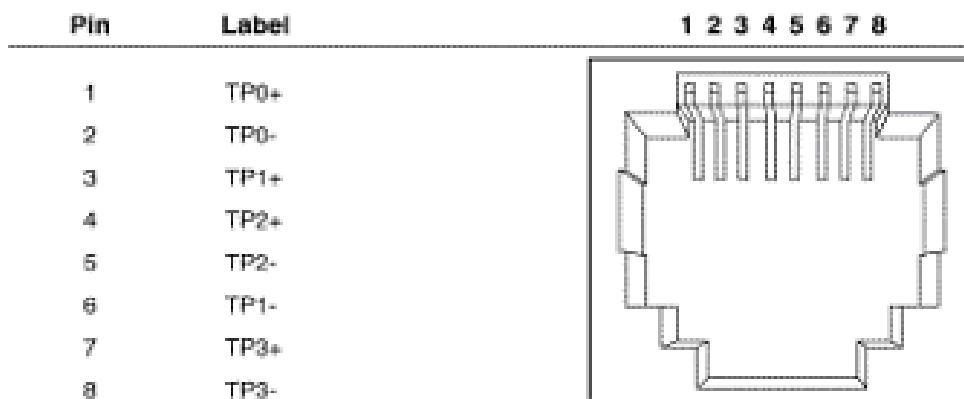 Pin Label 1 2 3 4 5 6 7 8
1 TP0+
2 TP0-
3 TP1+
4 TP2+
5 TP2-
6 TP1-
7 TP3+
8 TP3-